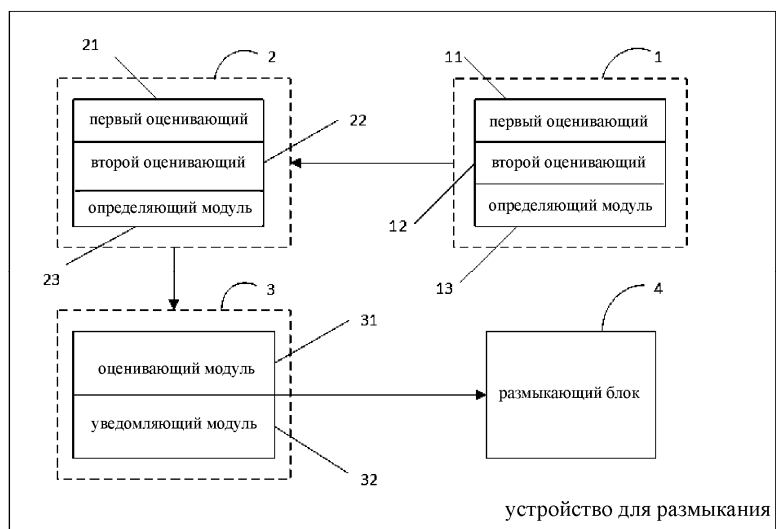 21
2
11
1
первый оценивающий
второй оценивающий
определяющий модуль
22
первый оценивающий
второй оценивающий
определяющий модуль
12
23
13
3
4
31
оценивающий модуль
уведомляющий модуль
32
размыкающий блок
устройство для размыкания